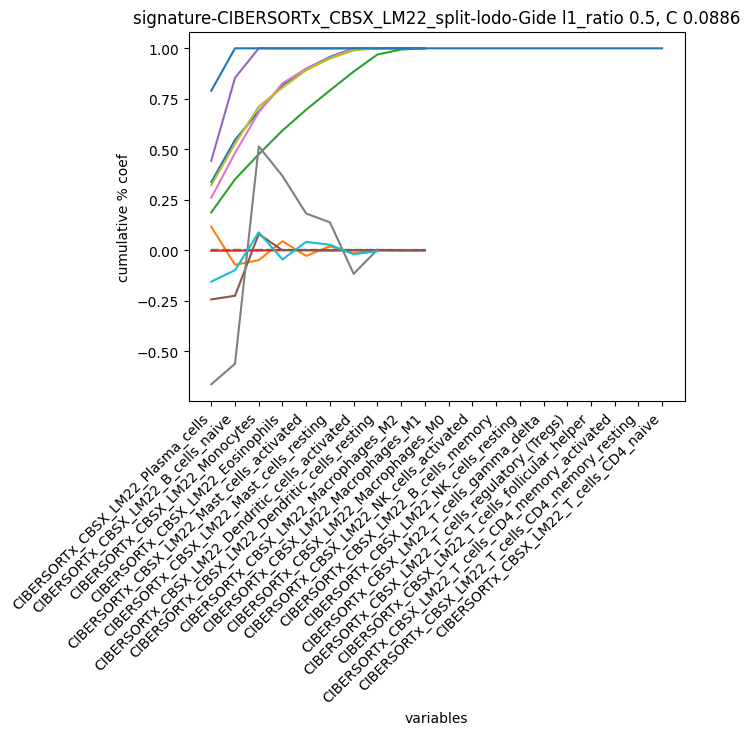 signature-CIBERSORTx_CBSX_LM22_split-lodo-Gide l1_ratio 0.5, C 0.0886
1.00
0.75
0.50
0.25
0.00
−0.25
−0.50
cumulative % coef
CIBERSORTx_CBSX_LM22_Plasma_cells
CIBERSORTx_CBSX_LM22_B_cells_naive
CIBERSORTx_CBSX_LM22_Monocytes
CIBERSORTx_CBSX_LM22_Eosinophils
CIBERSORTx_CBSX_LM22_Mast_cells_activated
CIBERSORTx_CBSX_LM22_Mast_cells_resting
CIBERSORTx_CBSX_LM22_Dendritic_cells_activated
CIBERSORTx_CBSX_LM22_Dendritic_cells_resting
CIBERSORTx_CBSX_LM22_Macrophages_M2
CIBERSORTx_CBSX_LM22_Macrophages_M1
CIBERSORTx_CBSX_LM22_Macrophages_M0
CIBERSORTx_CBSX_LM22_NK_cells_activated
CIBERSORTx_CBSX_LM22_B_cells_memory
CIBERSORTx_CBSX_LM22_NK_cells_resting
CIBERSORTx_CBSX_LM22_T_cells_gamma_delta
CIBERSORTx_CBSX_LM22_T_cells_regulatory_(Tregs)
CIBERSORTx_CBSX_LM22_T_cells_follicular_helper
CIBERSORTx_CBSX_LM22_T_cells_CD4_memory_activated
CIBERSORTx_CBSX_LM22_T_cells_CD4_memory_resting
CIBERSORTx_CBSX_LM22_T_cells_CD4_naive
variables